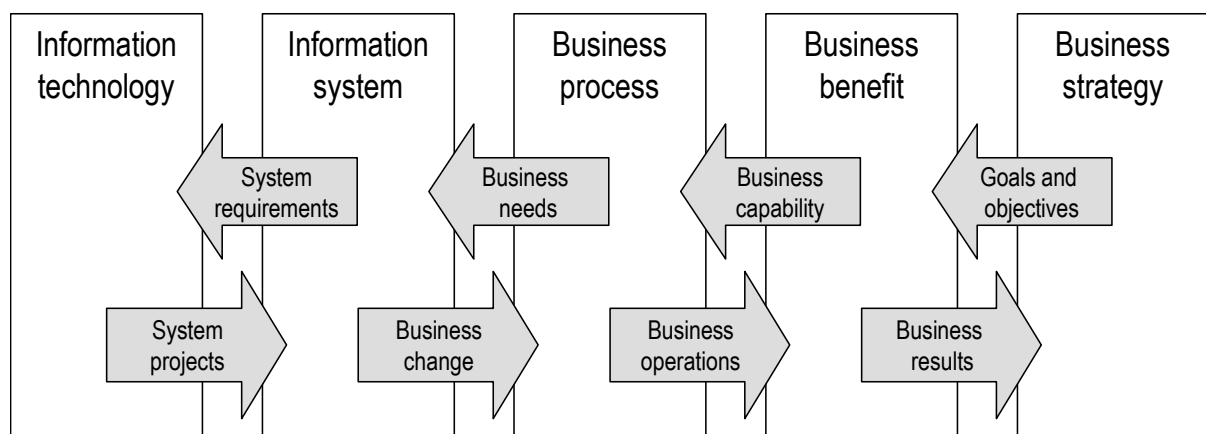 Information
technology
Information
system
Business
process
Business
benefit
Business
strategy
System
requirements
Business
needs
Business
capability
Goals and
objectives
System
projects
Business
change
Business
operations
Business
results